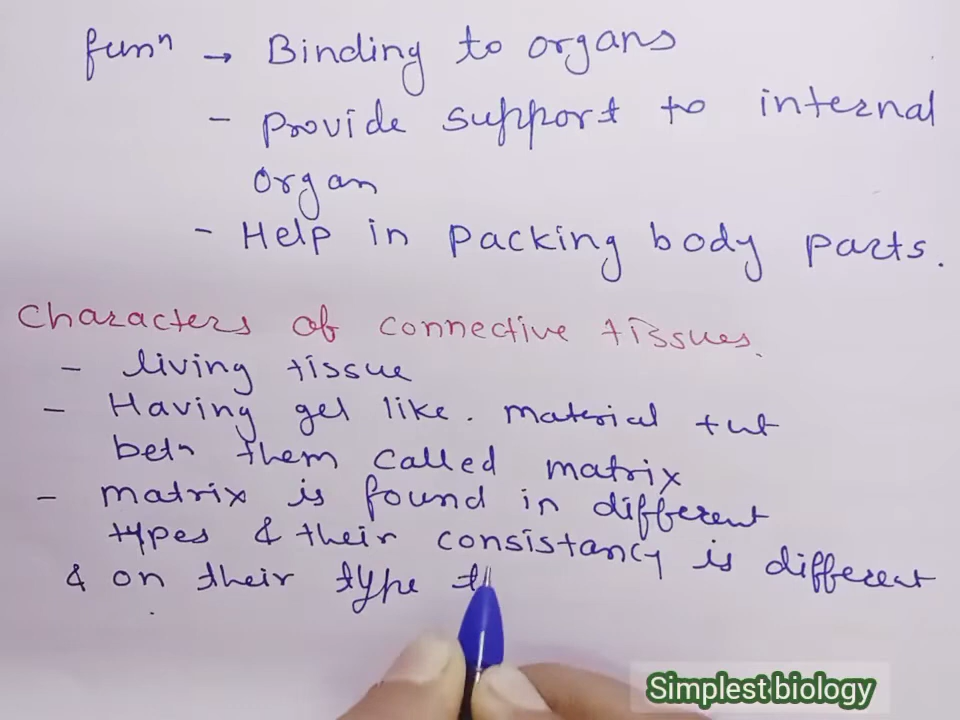 funⁿ → Binding to organs
- Provide support to internal
organ
- Help in packing body parts.
Characters of connective tissues.
- living tissue
- Having gel like. material
betⁿ them called matrix
- matrix is found in different
types & their consistancy is different
& on their type
Simplest biology